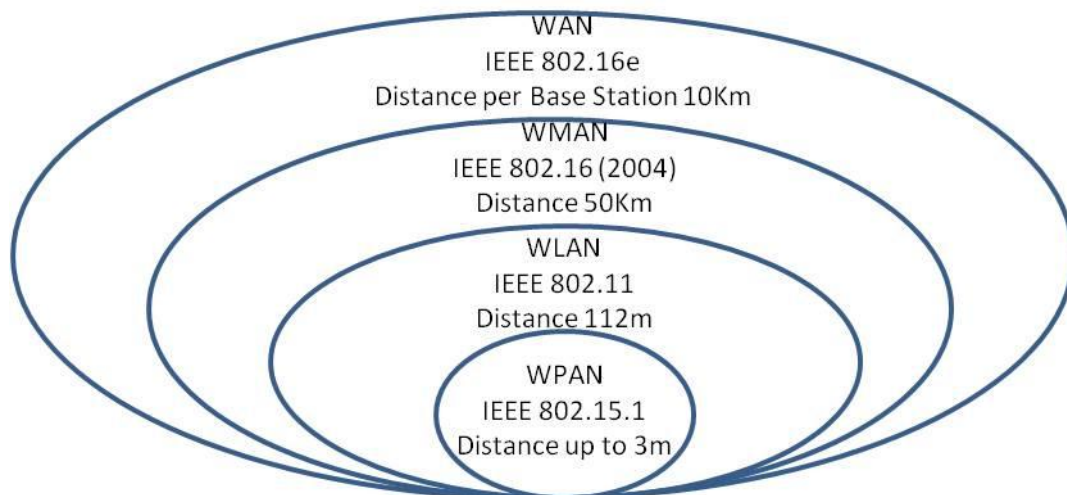 WAN
IEEE 802.16e
Distance per Base Station 10Km
WMAN
IEEE 802.16 (2004)
Distance 50Km
WLAN
IEEE 802.11
Distance 112m
WPAN
IEEE 802.15.1
Distance up to 3m